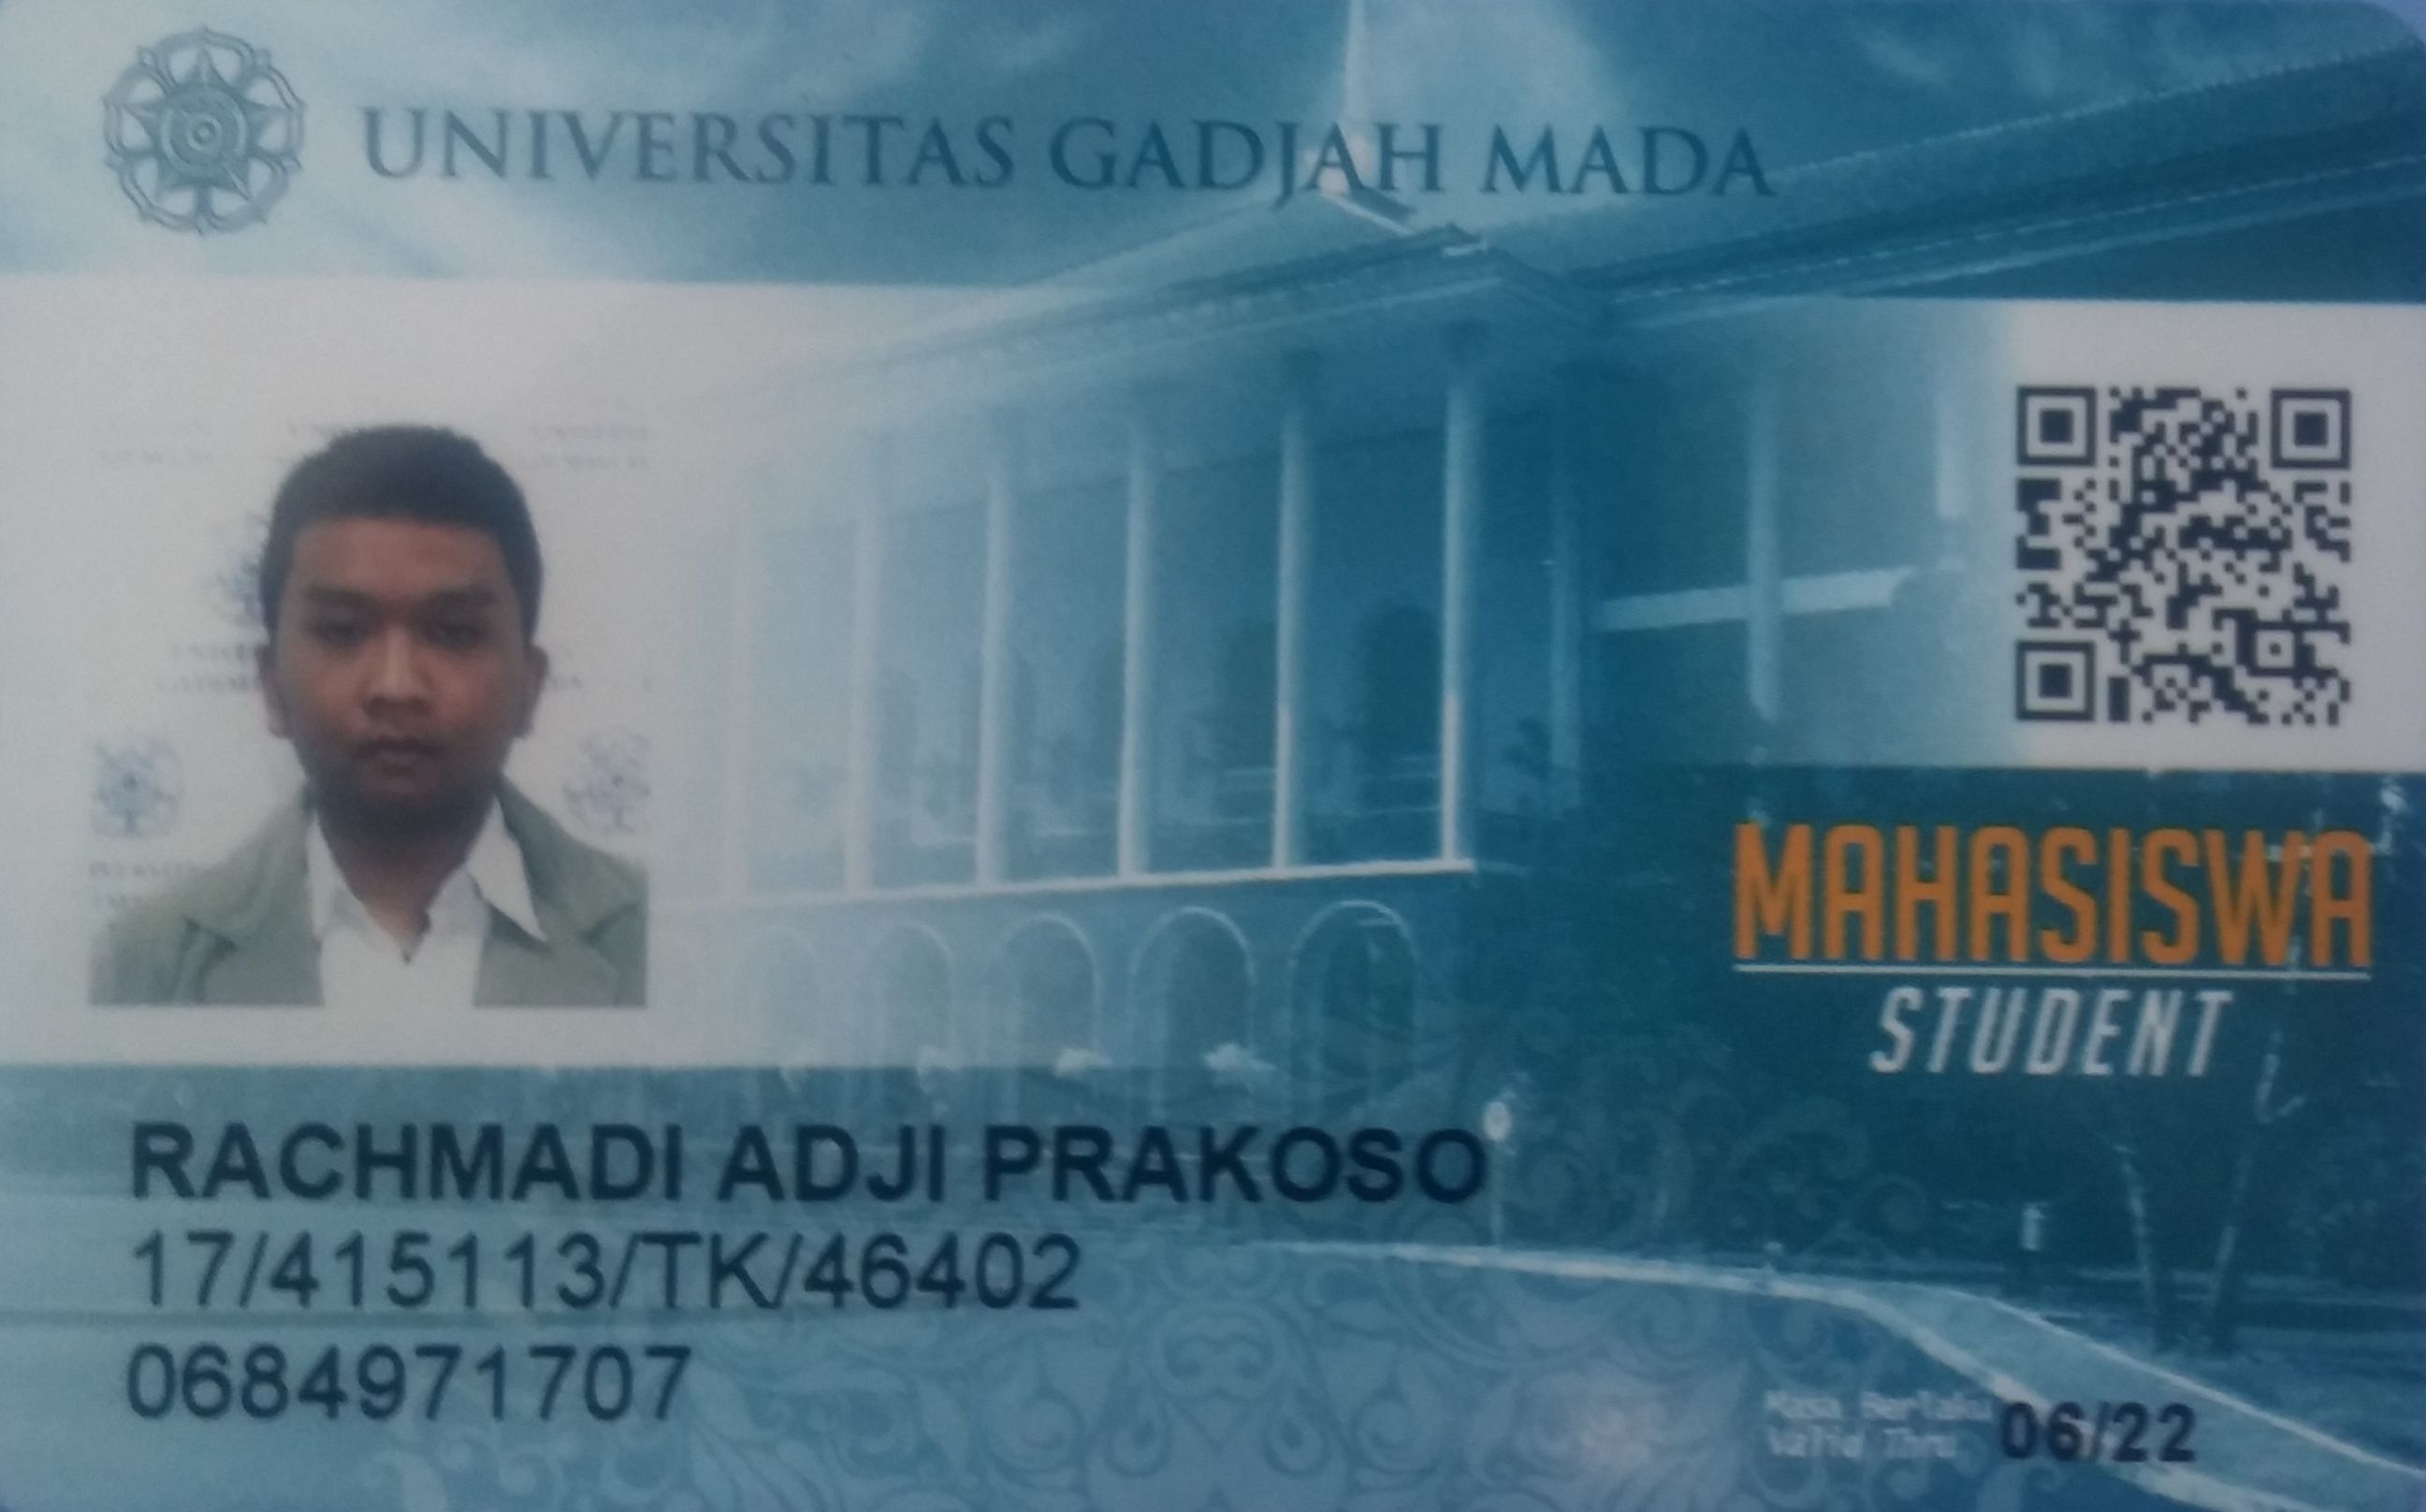 UNIVERSITAS GADJAH MADA
MAHASISWA
STUDENT
RACHMADI ADJI PRAKOSO
17/415113/TK/46402
0684971707
Masa Berlaku
Valid Thru
06/22